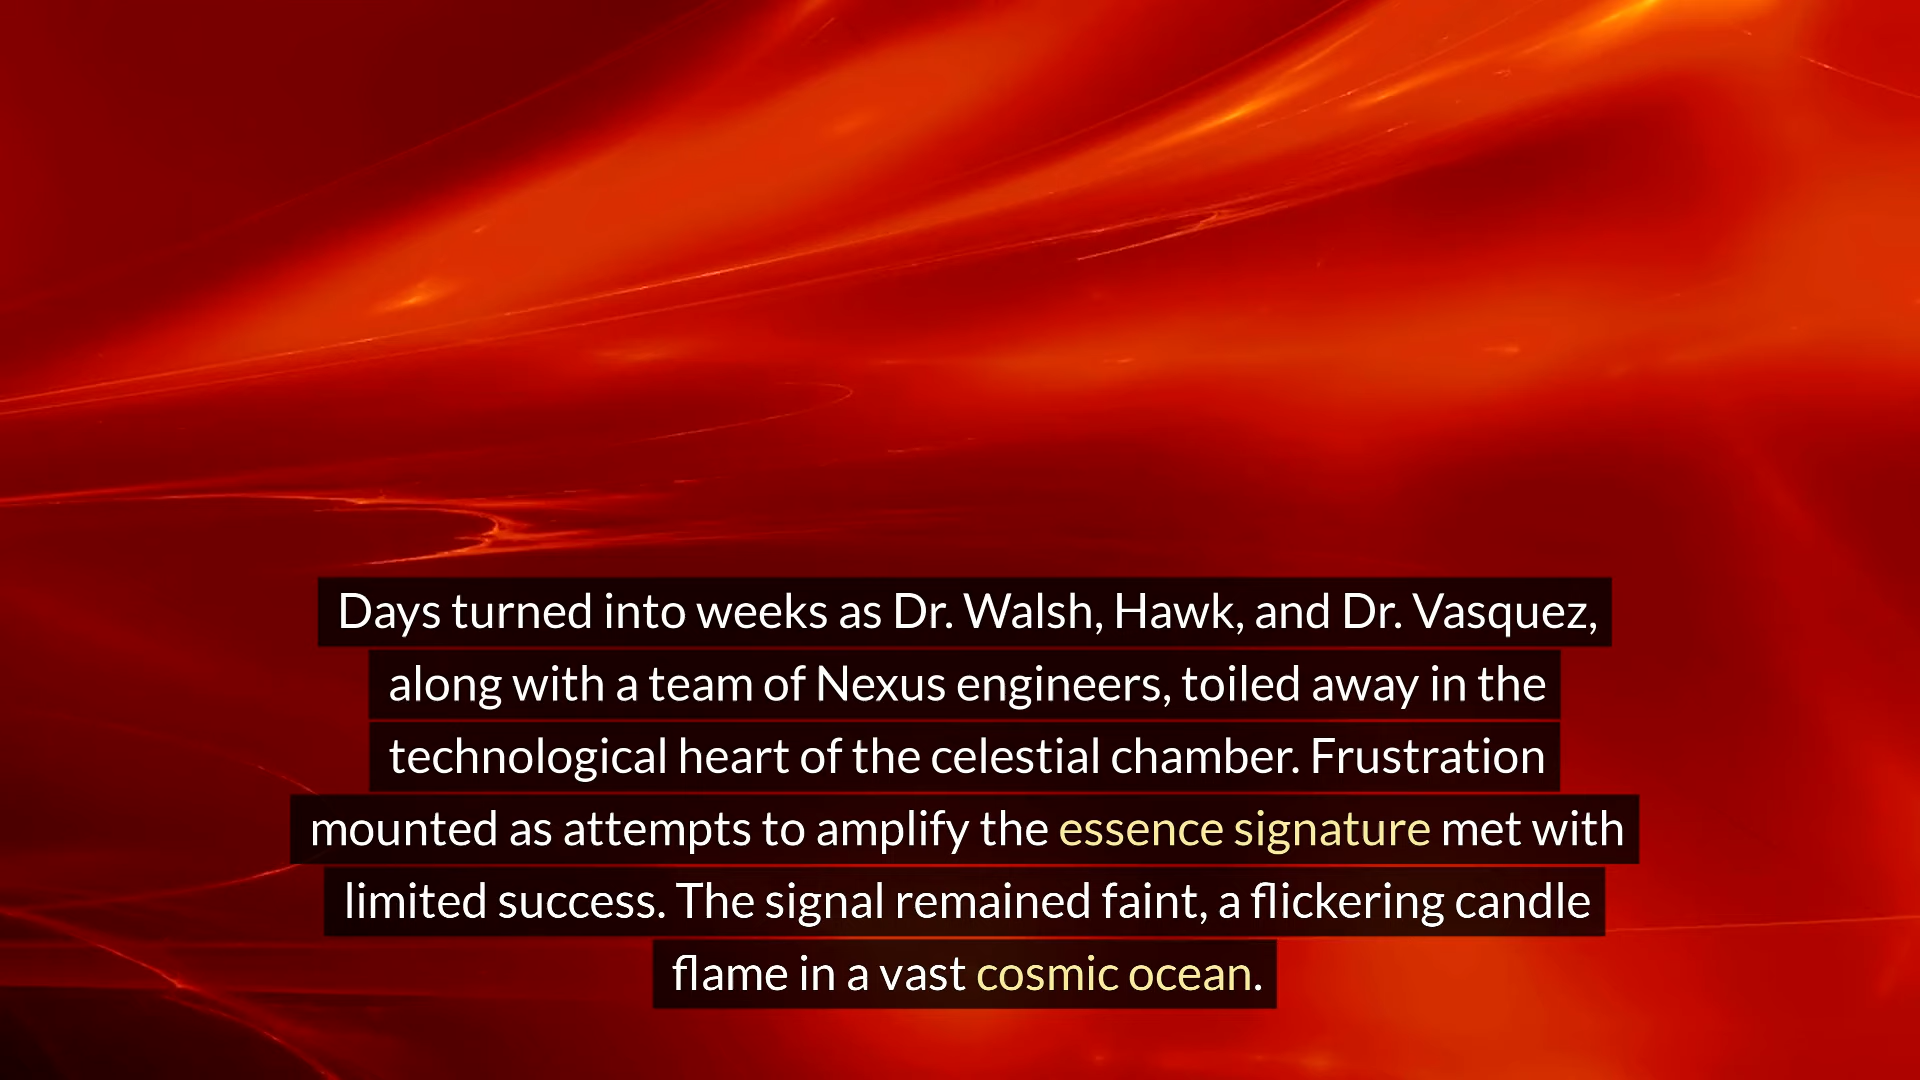 Days turned into weeks as Dr. Walsh, Hawk, and Dr. Vasquez,
along with a team of Nexus engineers, toiled away in the
technological heart of the celestial chamber. Frustration
mounted as attempts to amplify the essence signature met with
limited success. The signal remained faint, a flickering candle
flame in a vast cosmic ocean.